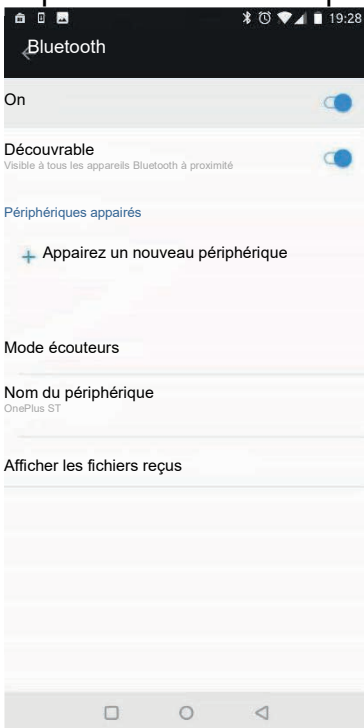 19:28
Bluetooth
On
Découvrable
Visible à tous les appareils Bluetooth à proximité
Périphériques appairés
+ Appairez un nouveau périphérique
Mode écouteurs
Nom du périphérique
OnePlus ST
Afficher les fichiers reçus